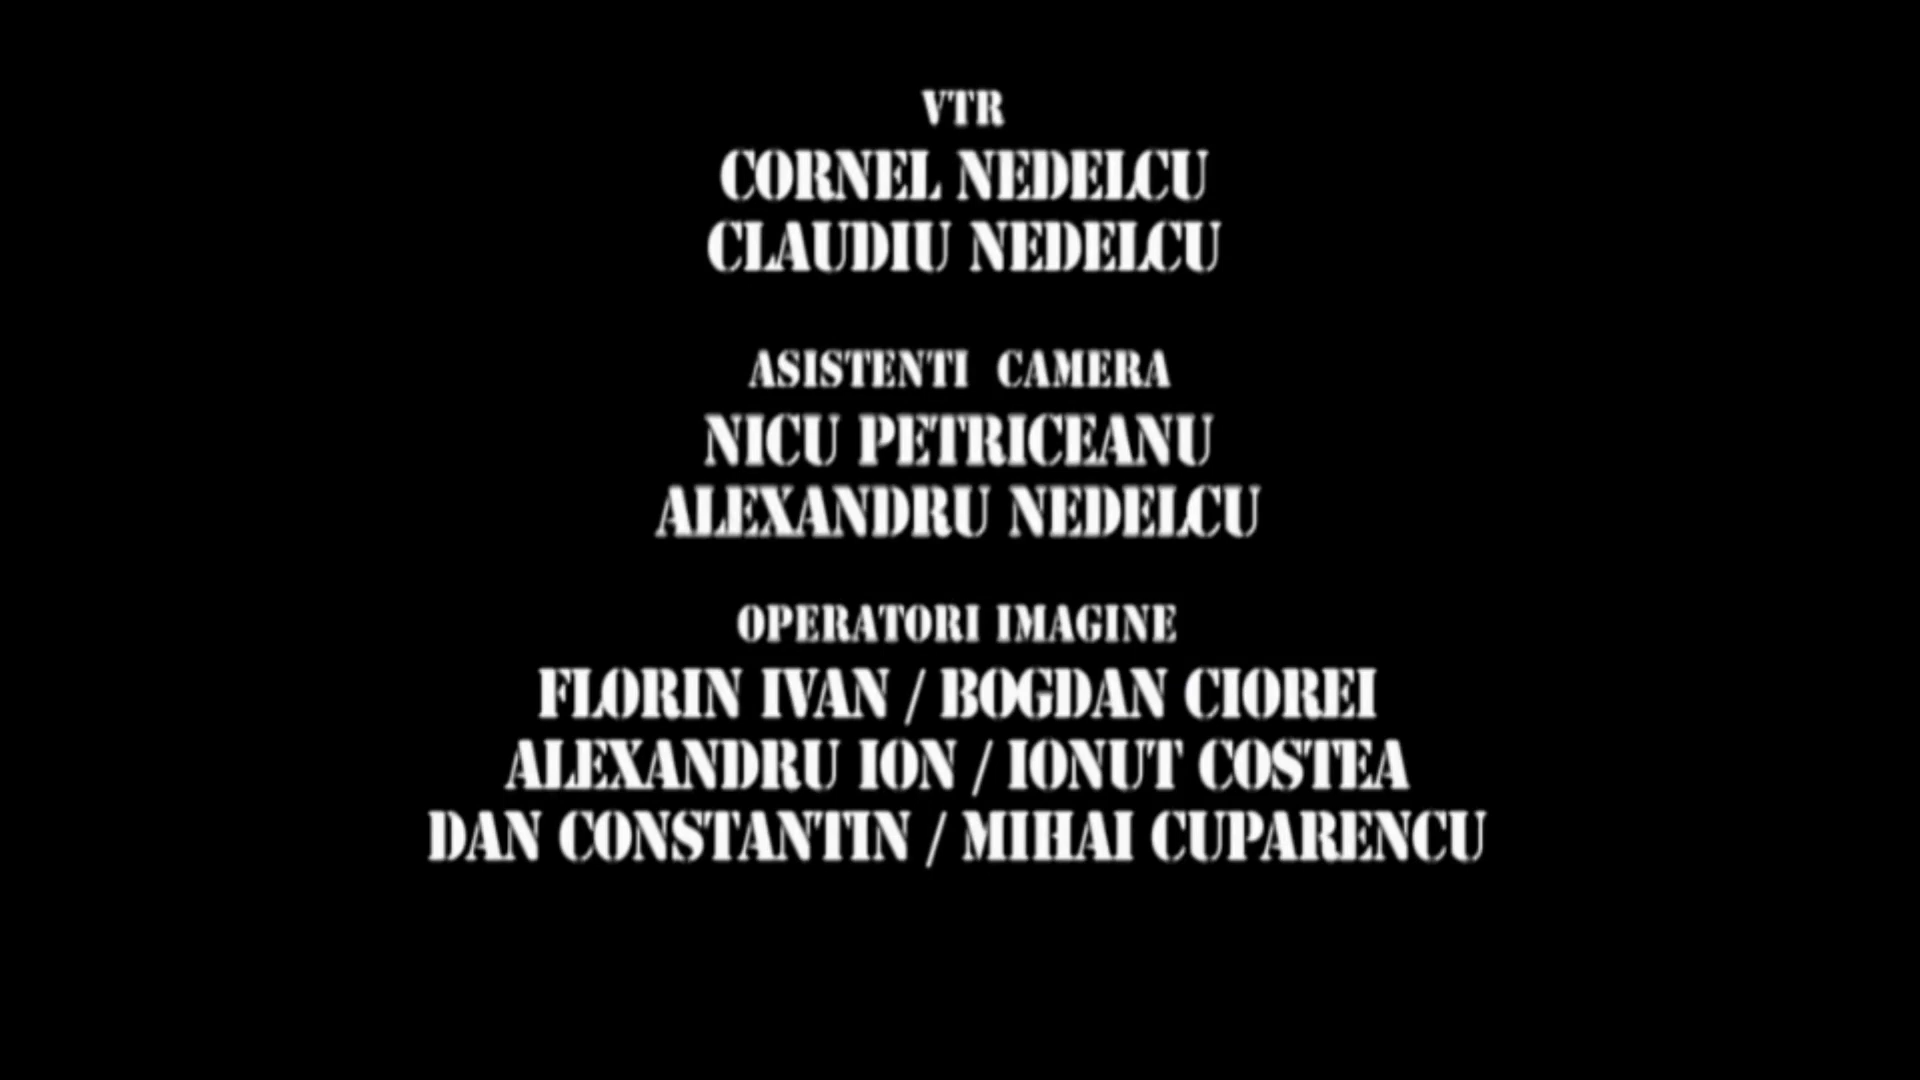 VTR
CORNEL NEDELCU
CLAUDIU NEDELCU
ASISTENTI CAMERA
NICU PETRICEANU
ALEXANDRU NEDELCU
OPERATORI IMAGINE
FLORIN IVAN / BOGDAN CIOREI
ALEXANDRU ION / IONUT COSTEA
DAN CONSTANTIN / MIHAI CUPARENCU